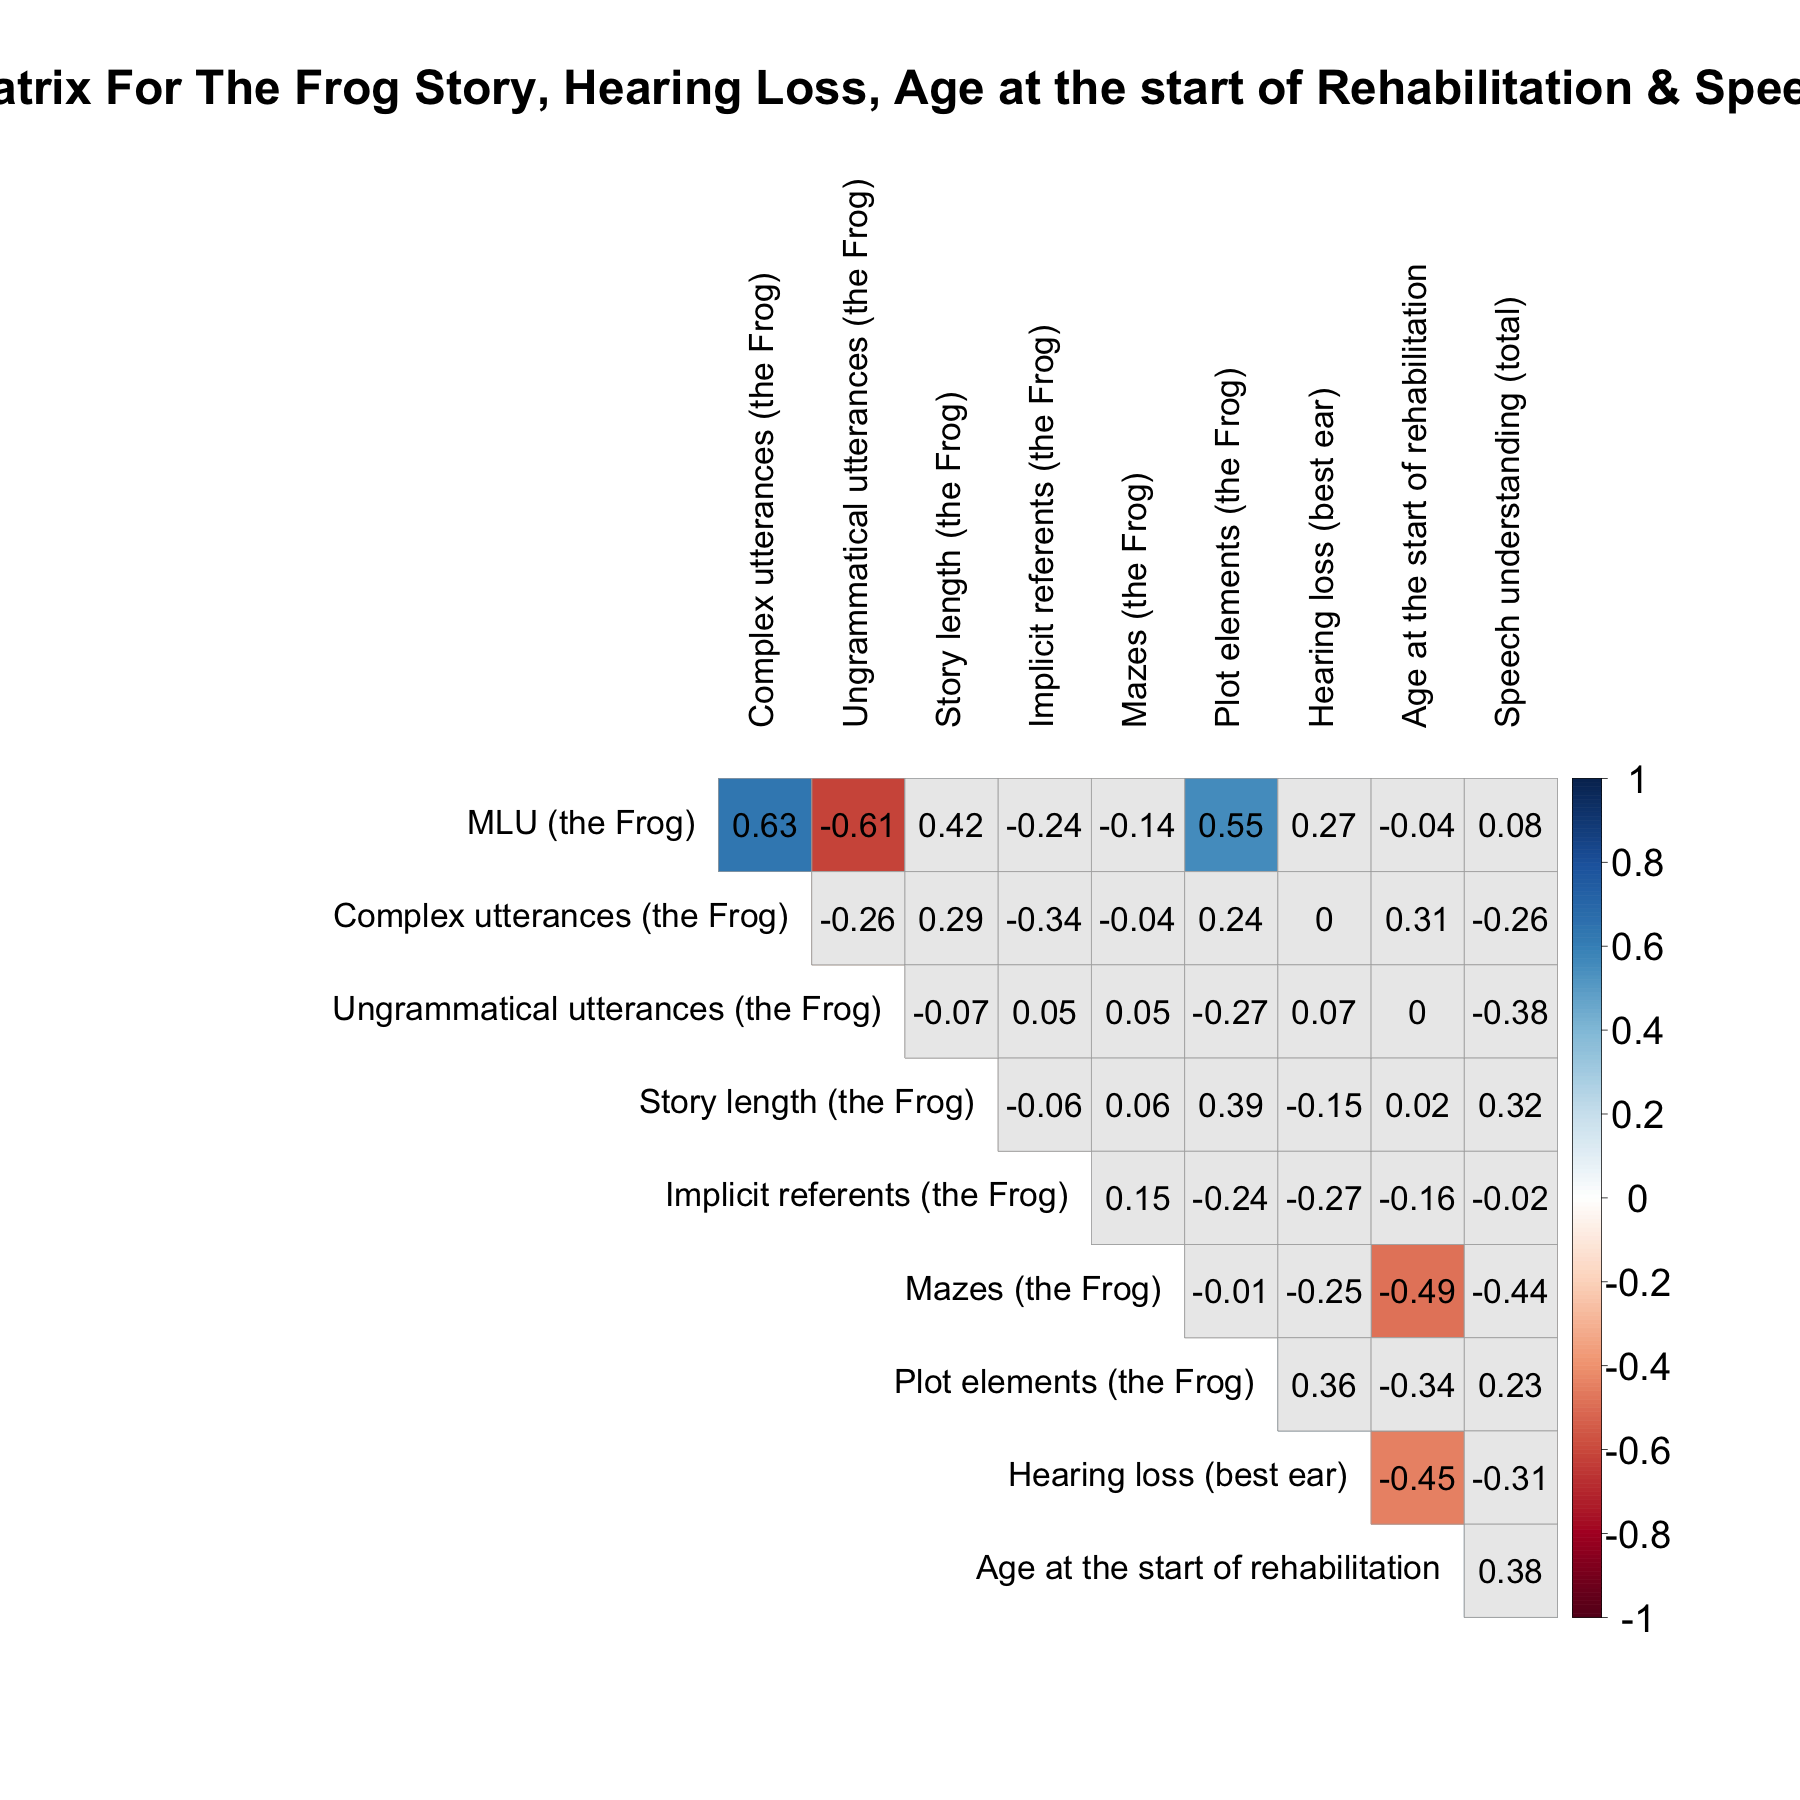 atrix For The Frog Story, Hearing Loss, Age at the start of Rehabilitation & Spee
Complex utterances (the Frog)
Ungrammatical utterances (the Frog)
Story length (the Frog)
Implicit referents (the Frog)
Mazes (the Frog)
Plot elements (the Frog)
Hearing loss (best ear)
Age at the start of rehabilitation
Speech understanding (total)
MLU (the Frog) 0.63 -0.61 0.42 -0.24 -0.14 0.55 0.27 -0.04 0.08
Complex utterances (the Frog) -0.26 0.29 -0.34 -0.04 0.24 0 0.31 -0.26
Ungrammatical utterances (the Frog) -0.07 0.05 0.05 -0.27 0.07 0 -0.38
Story length (the Frog) -0.06 0.06 0.39 -0.15 0.02 0.32
Implicit referents (the Frog) 0.15 -0.24 -0.27 -0.16 -0.02
Mazes (the Frog) -0.01 -0.25 -0.49 -0.44
Plot elements (the Frog) 0.36 -0.34 0.23
Hearing loss (best ear) -0.45 -0.31
Age at the start of rehabilitation 0.38
1
0.8
0.6
0.4
0.2
0
-0.2
-0.4
-0.6
-0.8
-1